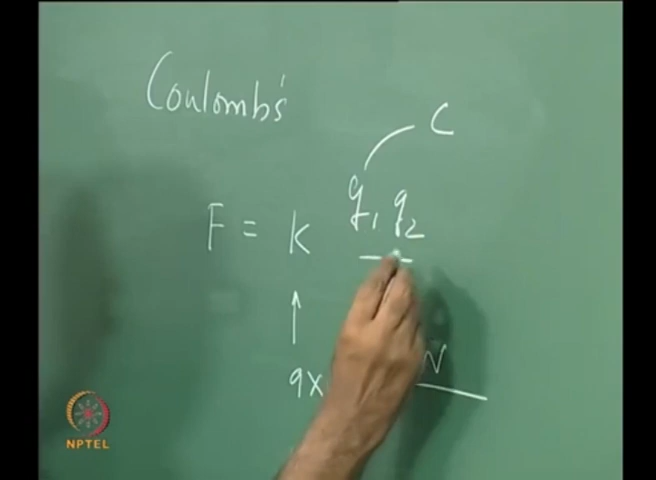 Coulomb's
C
F = K q1 q2
9x N
NPTEL